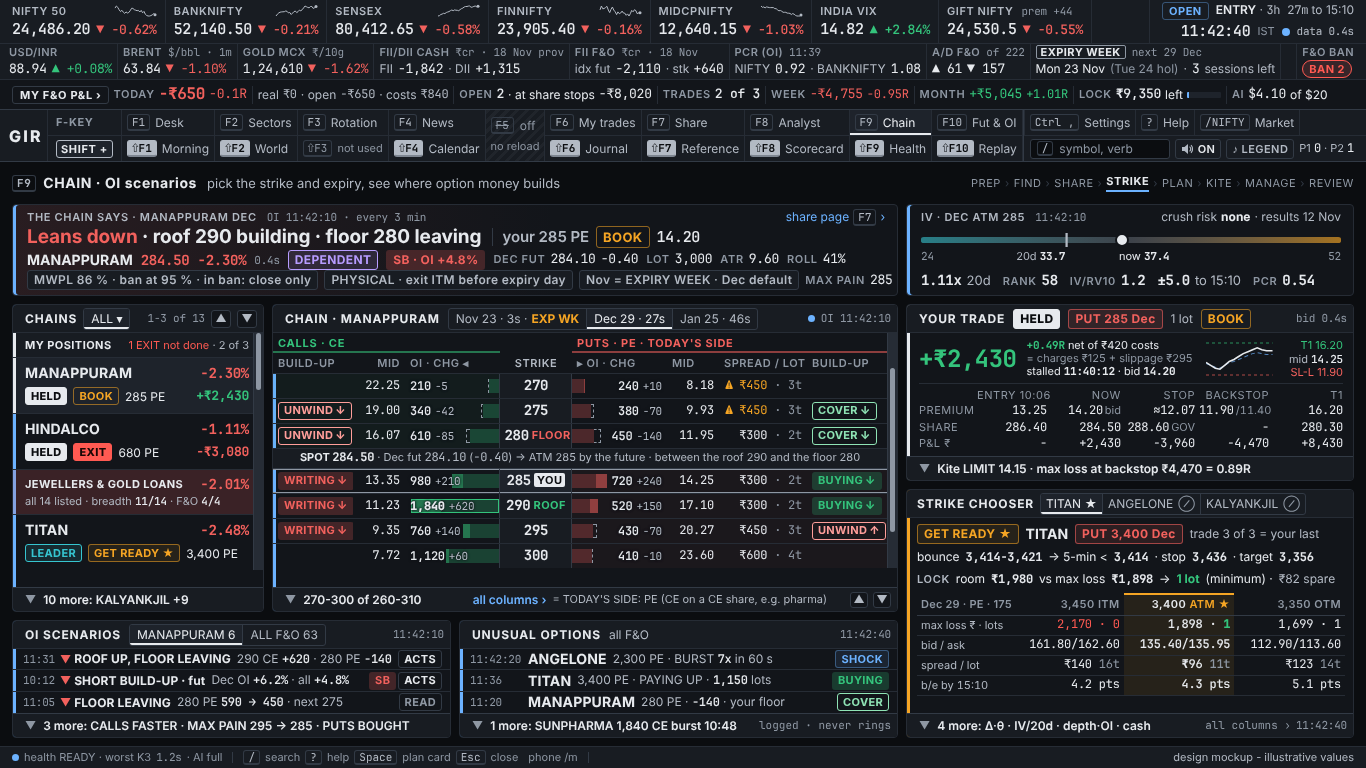 NIFTY 50 BANKNIFTY SENSEX FINNIFTY MIDCPNIFTY INDIA VIX GIFT NIFTY prem +44 OPEN ENTRY · 3h 27m to 15:10
24,486.20 ▼ -0.62% 52,140.50 ▼ -0.21% 80,412.65 ▼ -0.58% 23,905.40 ▼ -0.16% 12,640.15 ▼ -1.03% 14.82 ▲ +2.84% 24,530.5 ▼ -0.55% 11:42:40 IST ● data 0.4s
USD/INR BRENT $/bbl · 1m GOLD MCX ₹/10g FII/DII CASH ₹cr · 18 Nov prov FII F&O ₹cr · 18 Nov PCR (OI) 11:39 A/D F&O of 222 EXPIRY WEEK next 29 Dec F&O BAN
88.94 ▲ +0.08% 63.84 ▼ -1.10% 1,24,610 ▼ -1.62% FII -1,842 · DII +1,315 idx fut -2,110 · stk +640 NIFTY 0.92 · BANKNIFTY 1.08 ▲ 61 ▼ 157 Mon 23 Nov (Tue 24 hol) · 3 sessions left BAN 2
MY F&O P&L › TODAY -₹650 -0.1R real ₹0 · open -₹650 · costs ₹840 OPEN 2 · at share stops -₹8,020 TRADES 2 of 3 WEEK -₹4,755 -0.95R MONTH +₹5,045 +1.01R LOCK ₹9,350 left AI $4.10 of $20
GIR F-KEY F1 Desk F2 Sectors F3 Rotation F4 News F5 off F6 My trades F7 Share F8 Analyst F9 Chain F10 Fut & OI Ctrl , Settings ? Help /NIFTY Market
SHIFT + ⇧F1 Morning ⇧F2 World ⇧F3 not used ⇧F4 Calendar no reload ⇧F6 Journal ⇧F7 Reference ⇧F8 Scorecard ⇧F9 Health ⇧F10 Replay / symbol, verb ON ♪ LEGEND P1 0 · P2 1
F9 CHAIN · OI scenarios pick the strike and expiry, see where option money builds PREP › FIND › SHARE › STRIKE › PLAN › KITE › MANAGE › REVIEW
THE CHAIN SAYS · MANAPPURAM DEC OI 11:42:10 · every 3 min share page F7 ›
Leans down · roof 290 building · floor 280 leaving your 285 PE BOOK 14.20
MANAPPURAM 284.50 -2.30% 0.4s DEPENDENT SB · OI +4.8% DEC FUT 284.10 -0.40 LOT 3,000 ATR 9.60 ROLL 41%
MWPL 86 % · ban at 95 % · in ban: close only PHYSICAL · exit ITM before expiry day Nov = EXPIRY WEEK · Dec default MAX PAIN 285
IV · DEC ATM 285 11:42:10 crush risk none · results 12 Nov
24 20d 33.7 now 37.4 52
1.11x 20d RANK 58 IV/RV10 1.2 ±5.0 to 15:10 PCR 0.54
CHAINS ALL ▾ 1-3 of 13 ▲ ▼
MY POSITIONS 1 EXIT not done · 2 of 3
MANAPPURAM -2.30%
HELD BOOK 285 PE +₹2,430
HINDALCO -1.11%
HELD EXIT 680 PE -₹3,080
JEWELLERS & GOLD LOANS -2.01%
all 14 listed · breadth 11/14 · F&O 4/4
TITAN -2.48%
LEADER GET READY ★ 3,400 PE
▼ 10 more: KALYANKJIL +9
CHAIN · MANAPPURAM Nov 23 · 3s · EXP WK Dec 29 · 27s Jan 25 · 46s ● OI 11:42:10
CALLS · CE PUTS · PE · TODAY'S SIDE
BUILD-UP MID OI · CHG ◂ STRIKE ▸ OI · CHG MID SPREAD / LOT BUILD-UP
22.25 210 -5 270 240 +10 8.18 ▲ ₹450 · 3t
UNWIND ↓ 19.00 340 -42 275 380 -70 9.93 ▲ ₹450 · 3t COVER ↓
UNWIND ↓ 16.07 610 -85 280 FLOOR 450 -140 11.95 ₹300 · 2t COVER ↓
SPOT 284.50 · Dec fut 284.10 (-0.40) → ATM 285 by the future · between the roof 290 and the floor 280
WRITING ↓ 13.35 980 +210 285 YOU 720 +240 14.25 ₹300 · 2t BUYING ↓
WRITING ↓ 11.23 1,840 +620 290 ROOF 520 +150 17.10 ₹300 · 2t BUYING ↓
WRITING ↓ 9.35 760 +140 295 430 -70 20.27 ₹450 · 3t UNWIND ↑
7.72 1,120 +60 300 410 -10 23.60 ₹600 · 4t
▼ 270-300 of 260-310 all columns › = TODAY'S SIDE: PE (CE on a CE share, e.g. pharma) ▲ ▼
YOUR TRADE HELD PUT 285 Dec 1 lot BOOK bid 0.4s
+₹2,430 +0.49R net of ₹420 costs T1 16.20
= charges ₹125 + slippage ₹295 mid 14.25
stalled 11:40:12 · bid 14.20 SL-L 11.90
ENTRY 10:06 NOW STOP BACKSTOP T1
PREMIUM 13.25 14.20 bid ≈12.07 11.90/11.40 16.20
SHARE 286.40 284.50 288.60 GOV - 280.30
P&L ₹ - +2,430 -3,960 -4,470 +8,430
▼ Kite LIMIT 14.15 · max loss at backstop ₹4,470 = 0.89R
STRIKE CHOOSER TITAN ★ ANGELONE KALYANKJIL
GET READY ★ TITAN PUT 3,400 Dec trade 3 of 3 = your last
bounce 3,414-3,421 → 5-min < 3,414 · stop 3,436 · target 3,356
LOCK room ₹1,980 vs max loss ₹1,898 → 1 lot (minimum) · ₹82 spare
Dec 29 · PE · 175 3,450 ITM 3,400 ATM ★ 3,350 OTM
max loss ₹ · lots 2,170 · 0 1,898 · 1 1,699 · 1
bid / ask 161.80/162.60 135.40/135.95 112.90/113.60
spread / lot ₹140 16t ₹96 11t ₹123 14t
b/e by 15:10 4.2 pts 4.3 pts 5.1 pts
▼ 4 more: Δ·θ · IV/20d · depth·OI · cash all columns › 11:42:40
OI SCENARIOS MANAPPURAM 6 ALL F&O 63 11:42:10
11:31 ▼ ROOF UP, FLOOR LEAVING 290 CE +620 · 280 PE -140 ACTS
10:12 ▼ SHORT BUILD-UP · fut Dec OI +6.2% · all +4.8% SB ACTS
11:05 ▼ FLOOR LEAVING 280 PE 590 → 450 · next 275 READ
▼ 3 more: CALLS FASTER · MAX PAIN 295 → 285 · PUTS BOUGHT
UNUSUAL OPTIONS all F&O 11:42:40
11:42:20 ANGELONE 2,300 PE · BURST 7x in 60 s SHOCK
11:36 TITAN 3,400 PE · PAYING UP · 1,150 lots BUYING
11:20 MANAPPURAM 280 PE · -140 · your floor COVER
▼ 1 more: SUNPHARMA 1,840 CE burst 10:48 logged · never rings
● health READY · worst K3 1.2s · AI full / search ? help Space plan card Esc close phone /m design mockup - illustrative values